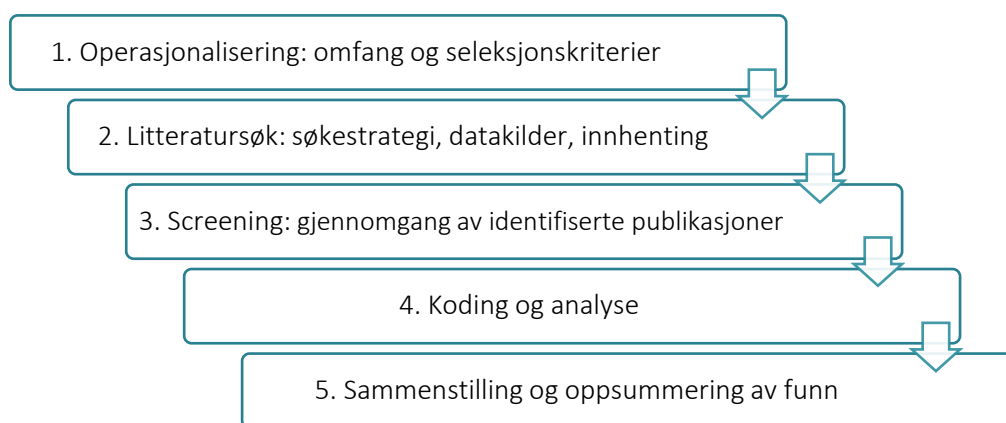 1. Operasjonalisering: omfang og seleksjonskriterier
2. Litteratursøk: søkestrategi, datakilder, innhenting
3. Screening: gjennomgang av identifiserte publikasjoner
4. Koding og analyse
5. Sammenstilling og oppsummering av funn